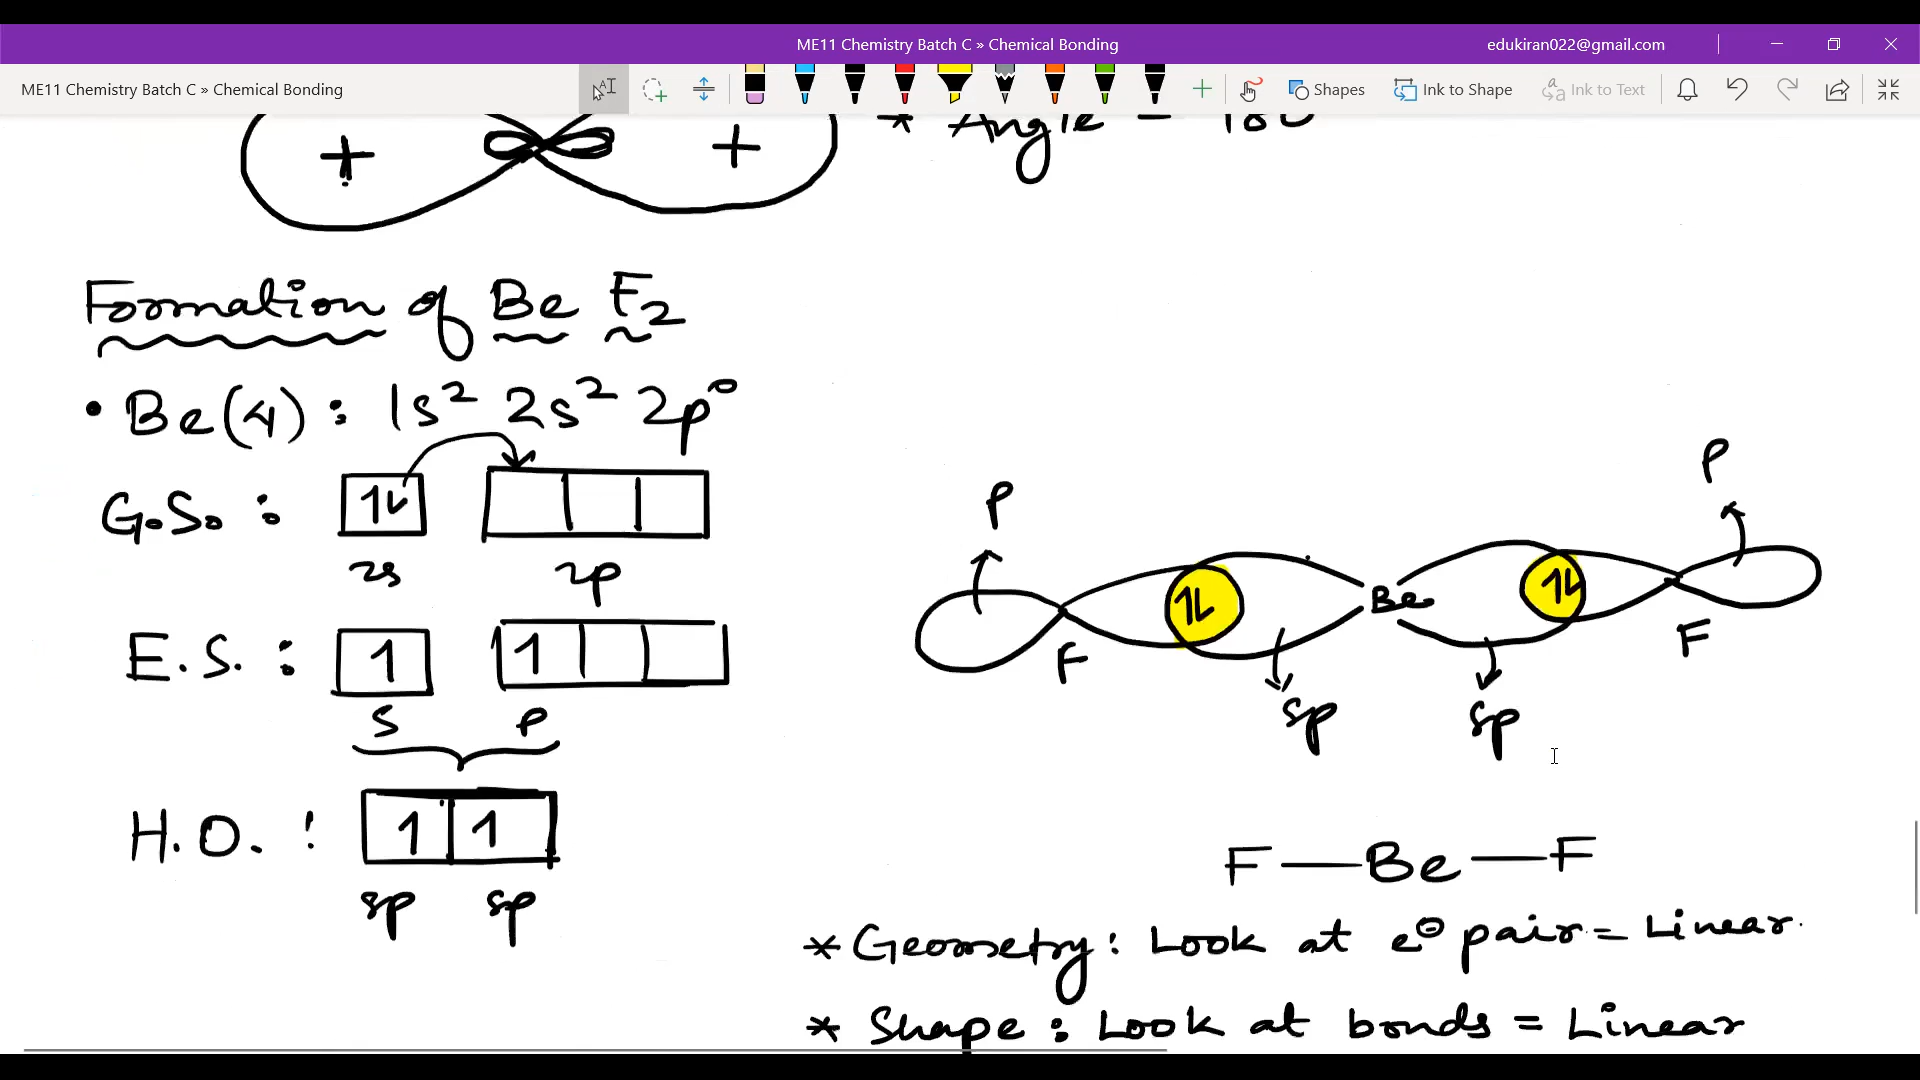 ME11 Chemistry Batch C » Chemical Bonding
edukiran022@gmail.com
ME11 Chemistry Batch C » Chemical Bonding
Shapes
Ink to Shape
Ink to Text
+ +
* Angle = 180
Formation of Be F2
• Be(4) : 1s² 2s² 2p⁰
G.S. : 1⇂
2s 2p
E.S. : 1 1
s p
H.O. : 1 1
sp sp
P P
1⇂ Be 1⇂
F F
sp sp
F — Be — F
* Geometry : Look at e⊖ pair = Linear.
* Shape : Look at bonds = Linear